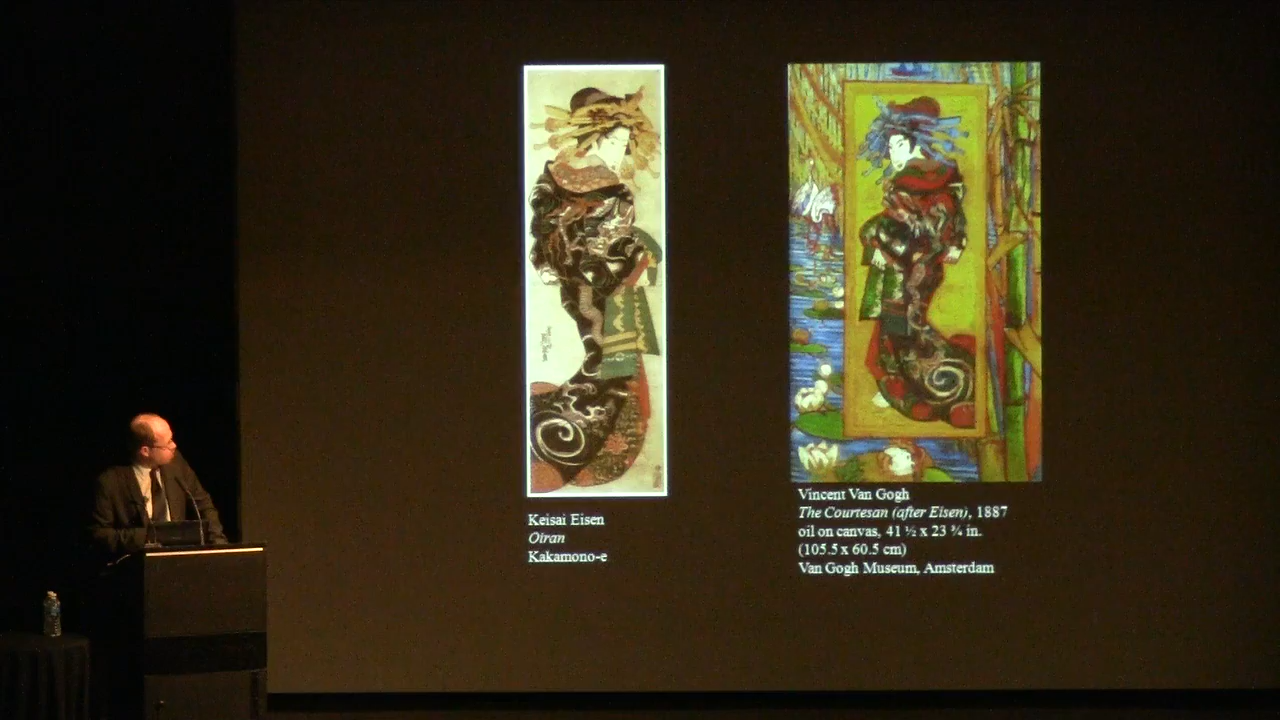 Keisai Eisen
Oiran
Kakamono-e
Vincent Van Gogh
The Courtesan (after Eisen), 1887
oil on canvas, 41 ½ x 23 ¾ in.
(105.5 x 60.5 cm)
Van Gogh Museum, Amsterdam